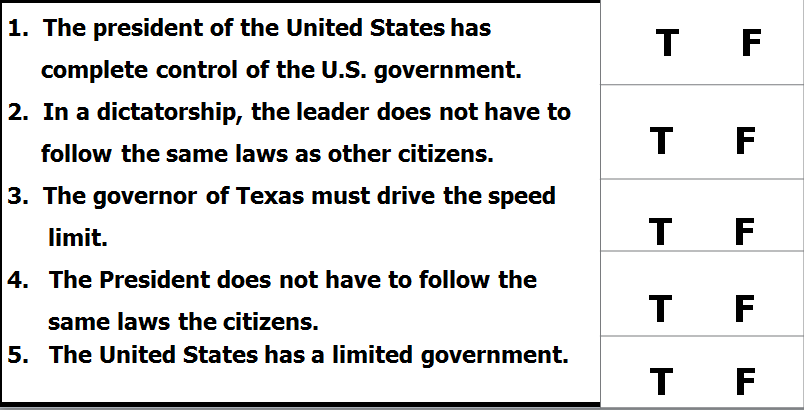 1. The president of the United States has
T F
complete control of the U.S. government.
2. In a dictatorship, the leader does not have to
T F
follow the same laws as other citizens.
3. The governor of Texas must drive the speed
T F
limit.
4. The President does not have to follow the
T F
same laws the citizens.
5. The United States has a limited government.
T F